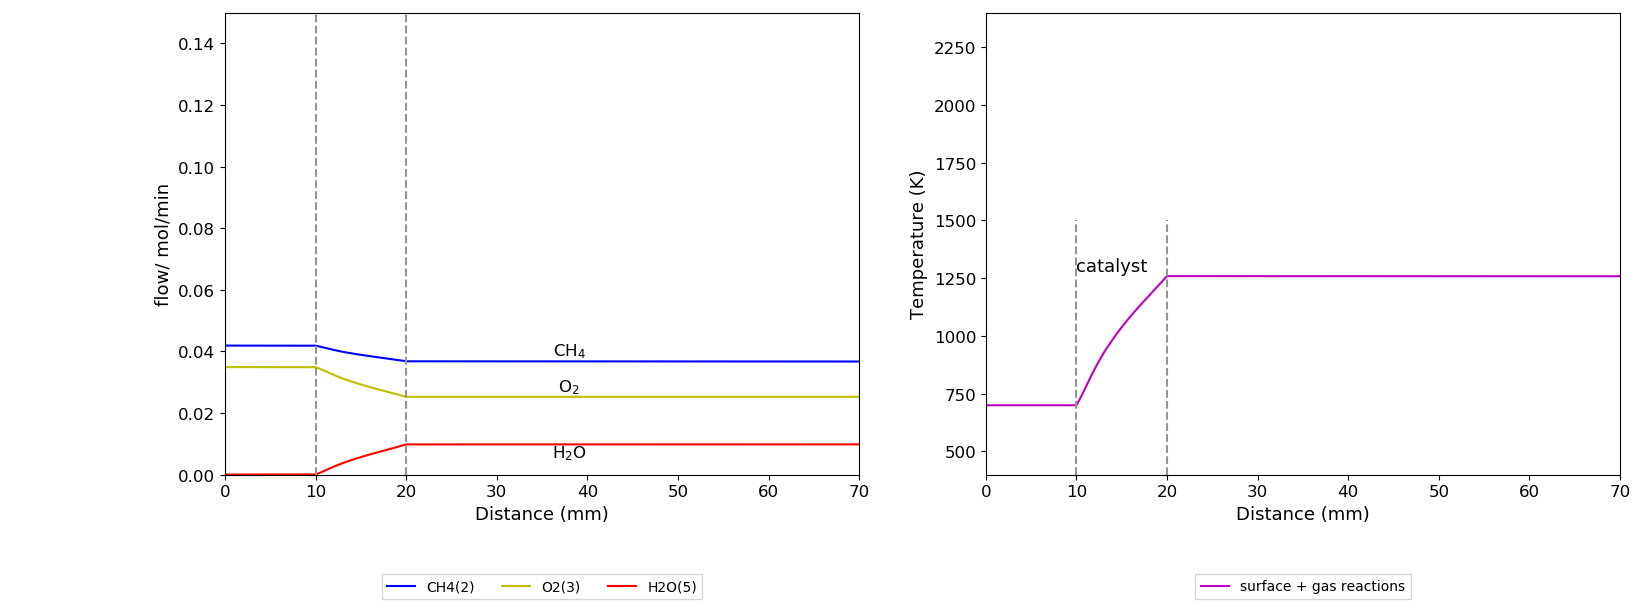 0.14
0.12
0.10
0.08
0.06
0.04
0.02
0.00
flow/ mol/min
CH₄
O₂
H₂O
0 10 20 30 40 50 60 70
Distance (mm)
CH4(2) O2(3) H2O(5)
2250
2000
1750
1500
1250
1000
750
500
Temperature (K)
catalyst
0 10 20 30 40 50 60 70
Distance (mm)
surface + gas reactions